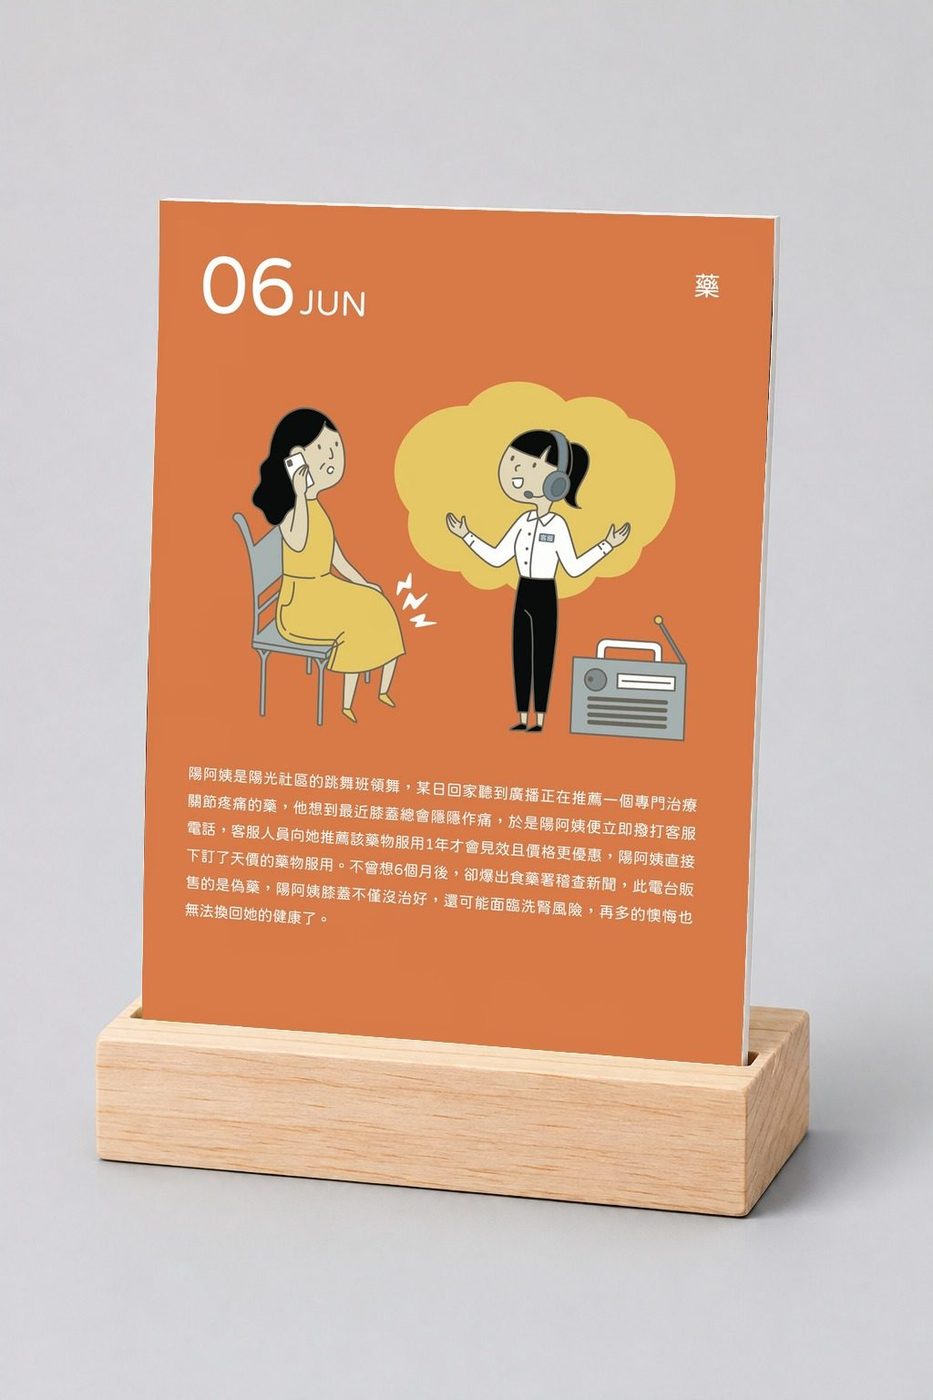 06 JUN
藥
客服
陽阿姨是陽光社區的跳舞班領舞，某日回家聽到廣播正在推薦一個專門治療
關節疼痛的藥，他想到最近膝蓋總會隱隱作痛，於是陽阿姨便立即撥打客服
電話，客服人員向她推薦該藥物服用1年才會見效且價格更優惠，陽阿姨直接
下訂了天價的藥物服用。不曾想6個月後，卻爆出食藥署稽查新聞，此電台販
售的是偽藥，陽阿姨膝蓋不僅沒治好，還可能面臨洗腎風險，再多的懊悔也
無法換回她的健康了。